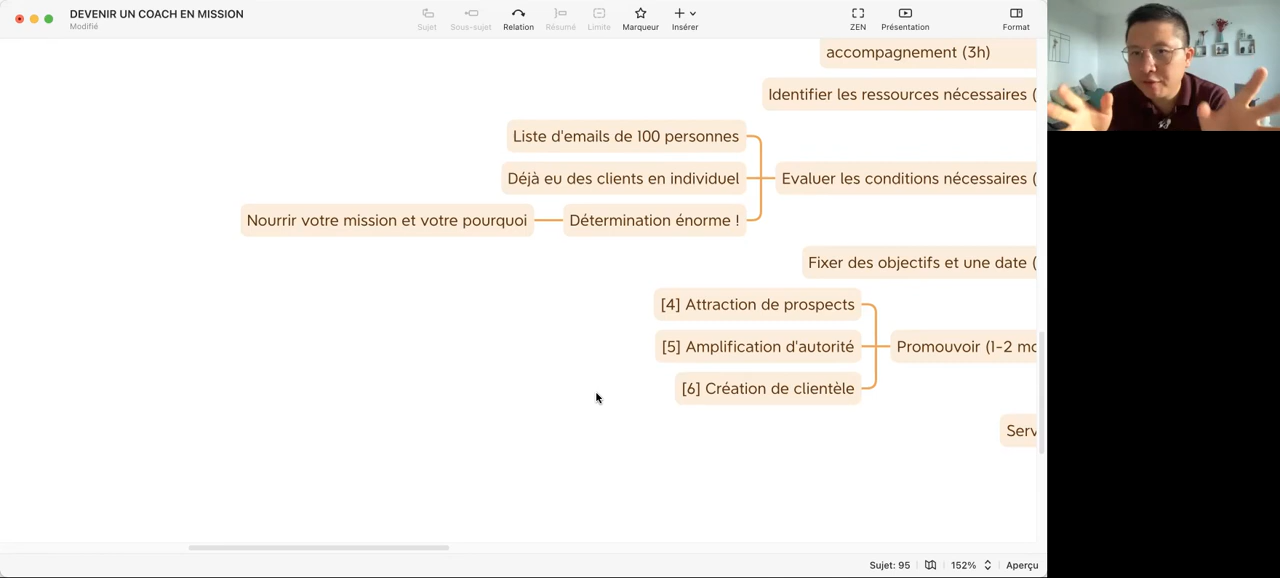 DEVENIR UN COACH EN MISSION
Modifié
Sujet
Sous-sujet
Relation
Résumé
Limite
Marqueur
Insérer
ZEN
Présentation
Format
accompagnement (3h)
Identifier les ressources nécessaires (
Liste d'emails de 100 personnes
Déjà eu des clients en individuel
Evaluer les conditions nécessaires (
Nourrir votre mission et votre pourquoi
Détermination énorme !
Fixer des objectifs et une date (
[4] Attraction de prospects
[5] Amplification d'autorité
Promouvoir (1-2 mo
[6] Création de clientèle
Serv
Sujet: 95
152%
Aperçu